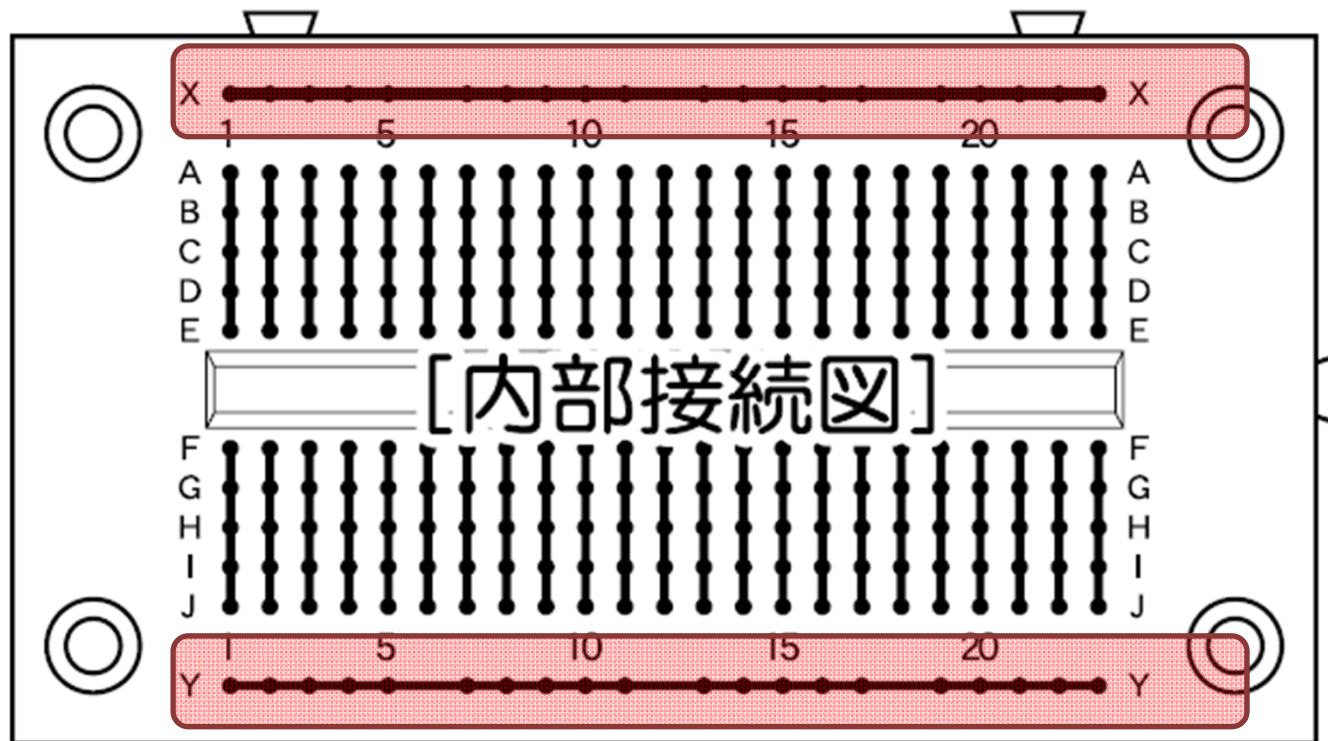 X X
1 5 10 15 20
A A
B B
C C
D D
E E
[内部接続図]
F F
G G
H H
I I
J J
1 5 10 15 20
Y Y